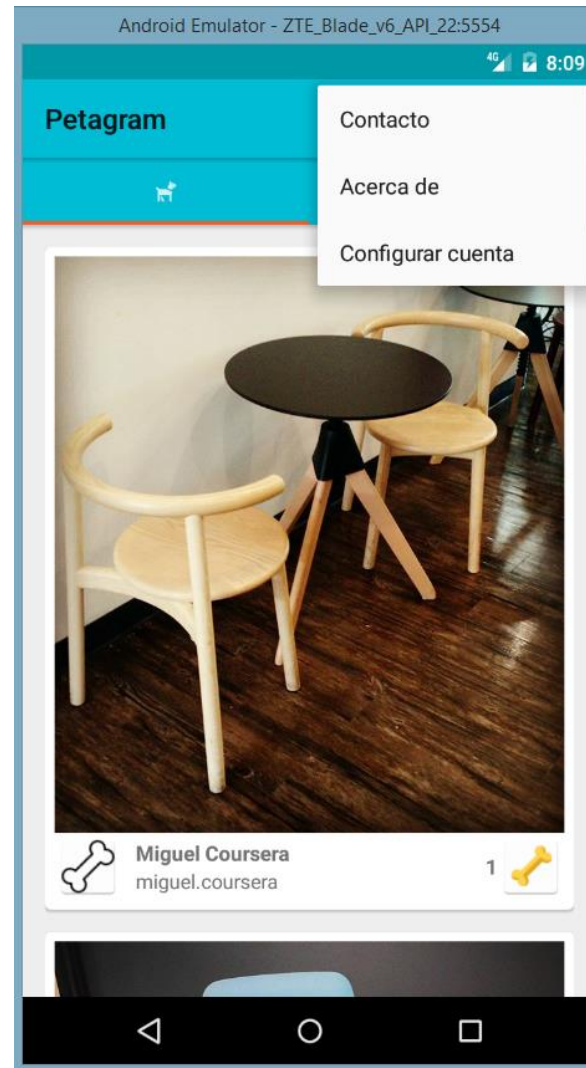 Android Emulator - ZTE_Blade_v6_API_22:5554
4G 8:09
Petagram
Contacto
Acerca de
Configurar cuenta
Miguel Coursera
miguel.coursera
1